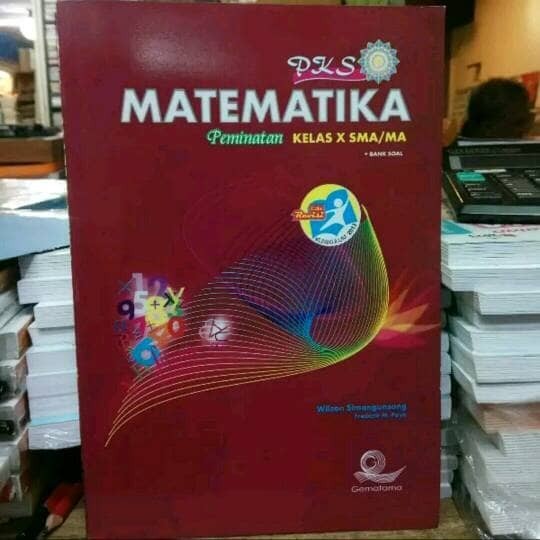 PKS
MATEMATIKA
Peminatan KELAS X SMA/MA
+ BANK SOAL
Edisi
Revisi
KURIKULUM 2013
Wilson Simangunsong
Frederik M. Poyk
Gematama